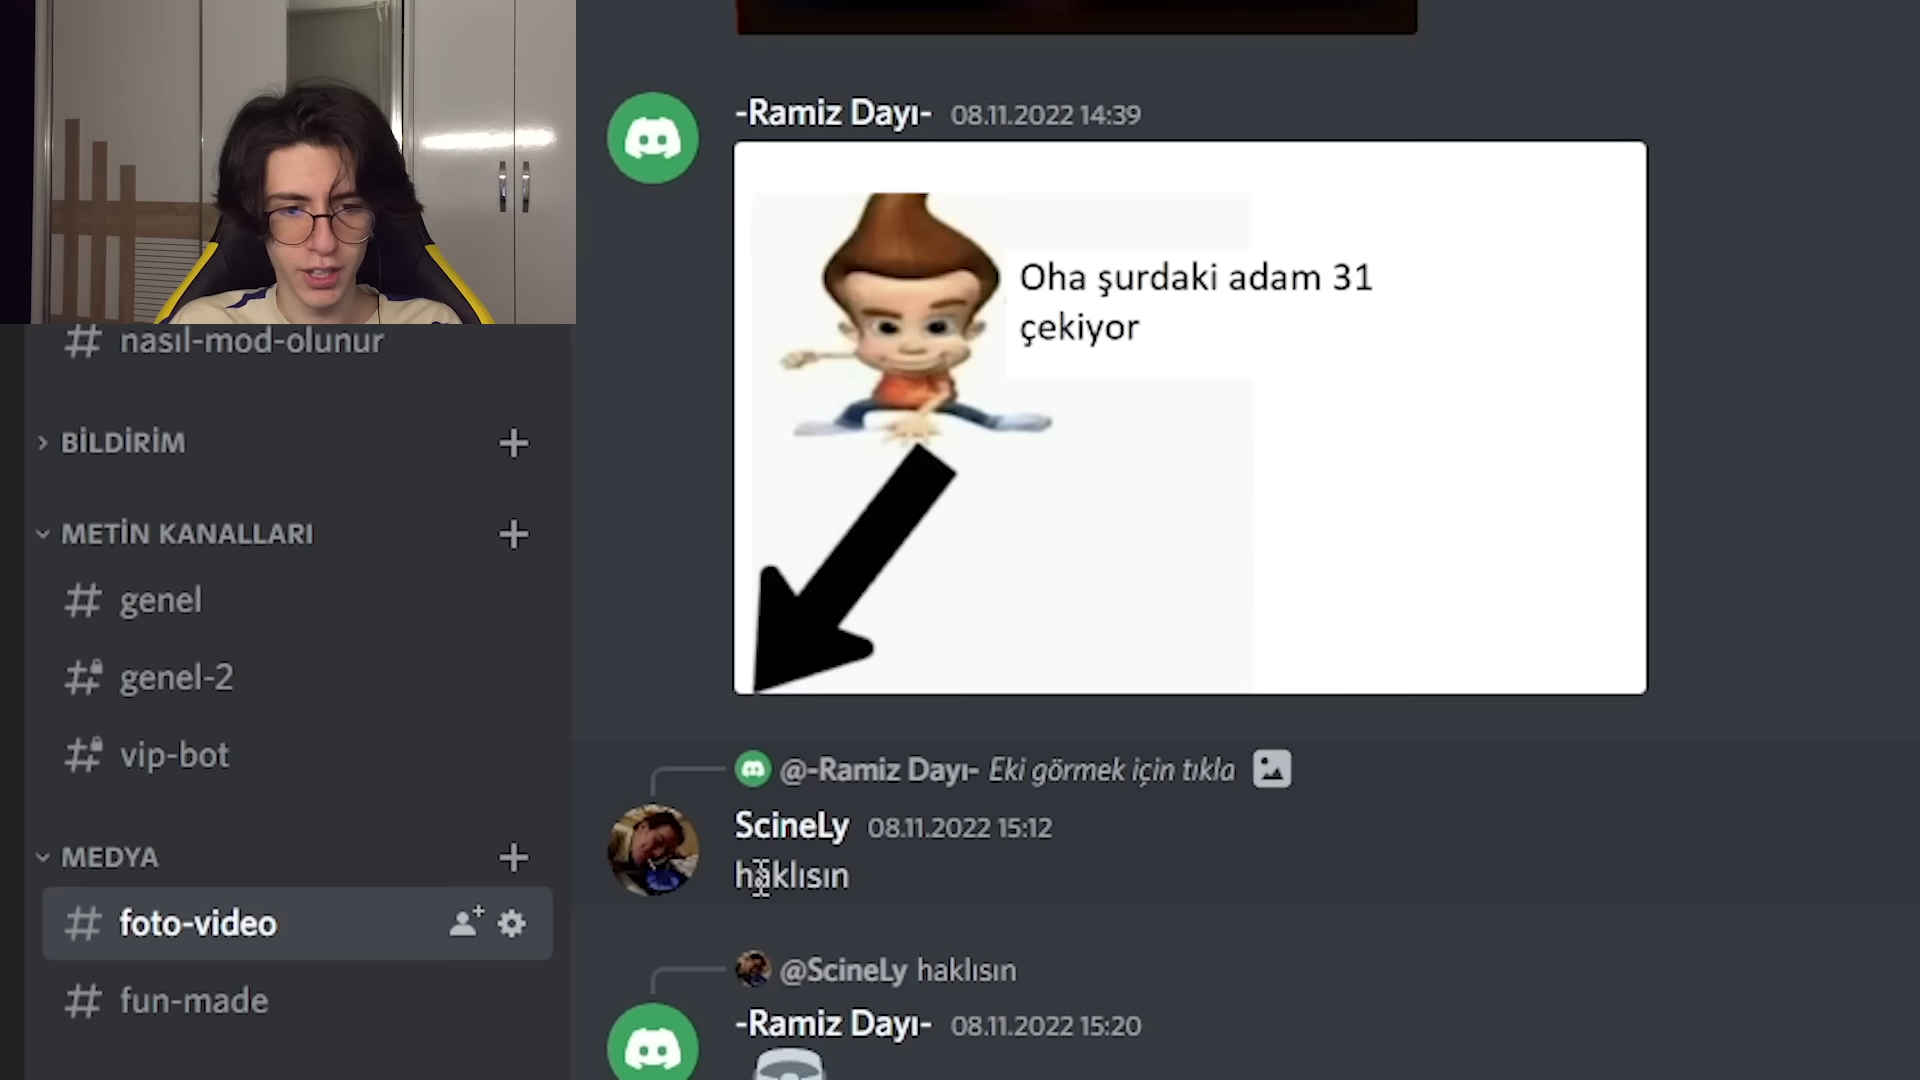 nasıl-mod-olunur
BİLDİRİM
METİN KANALLARI
genel
genel-2
vip-bot
MEDYA
foto-video
fun-made
-Ramiz Dayı- 08.11.2022 14:39
Oha şurdaki adam 31
çekiyor
@-Ramiz Dayı- Eki görmek için tıkla
ScineLy 08.11.2022 15:12
haklısın
@ScineLy haklısın
-Ramiz Dayı- 08.11.2022 15:20